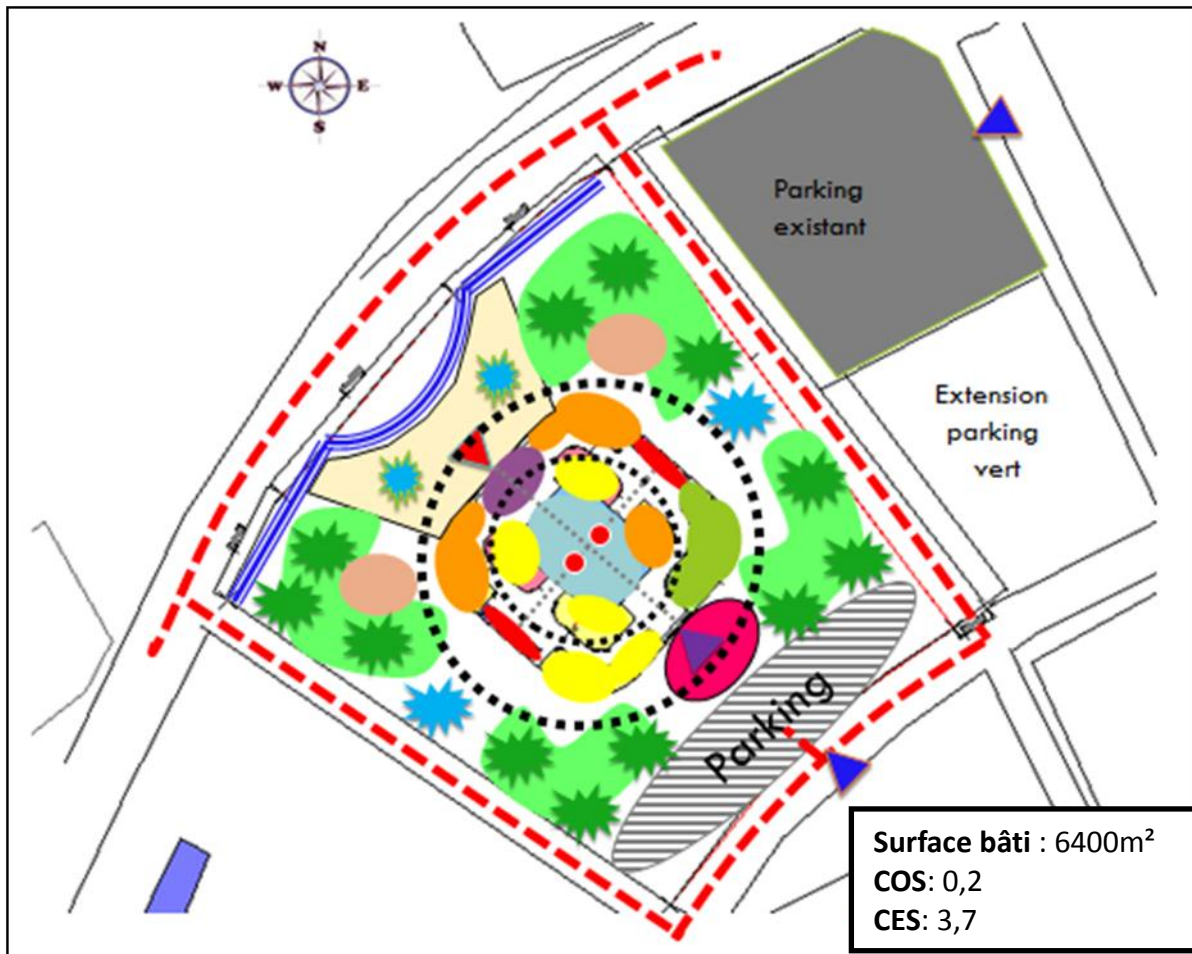 N
W E
S
Parking
existant
Extension
parking
vert
Parking
Surface bâti : 6400m²
COS: 0,2
CES: 3,7